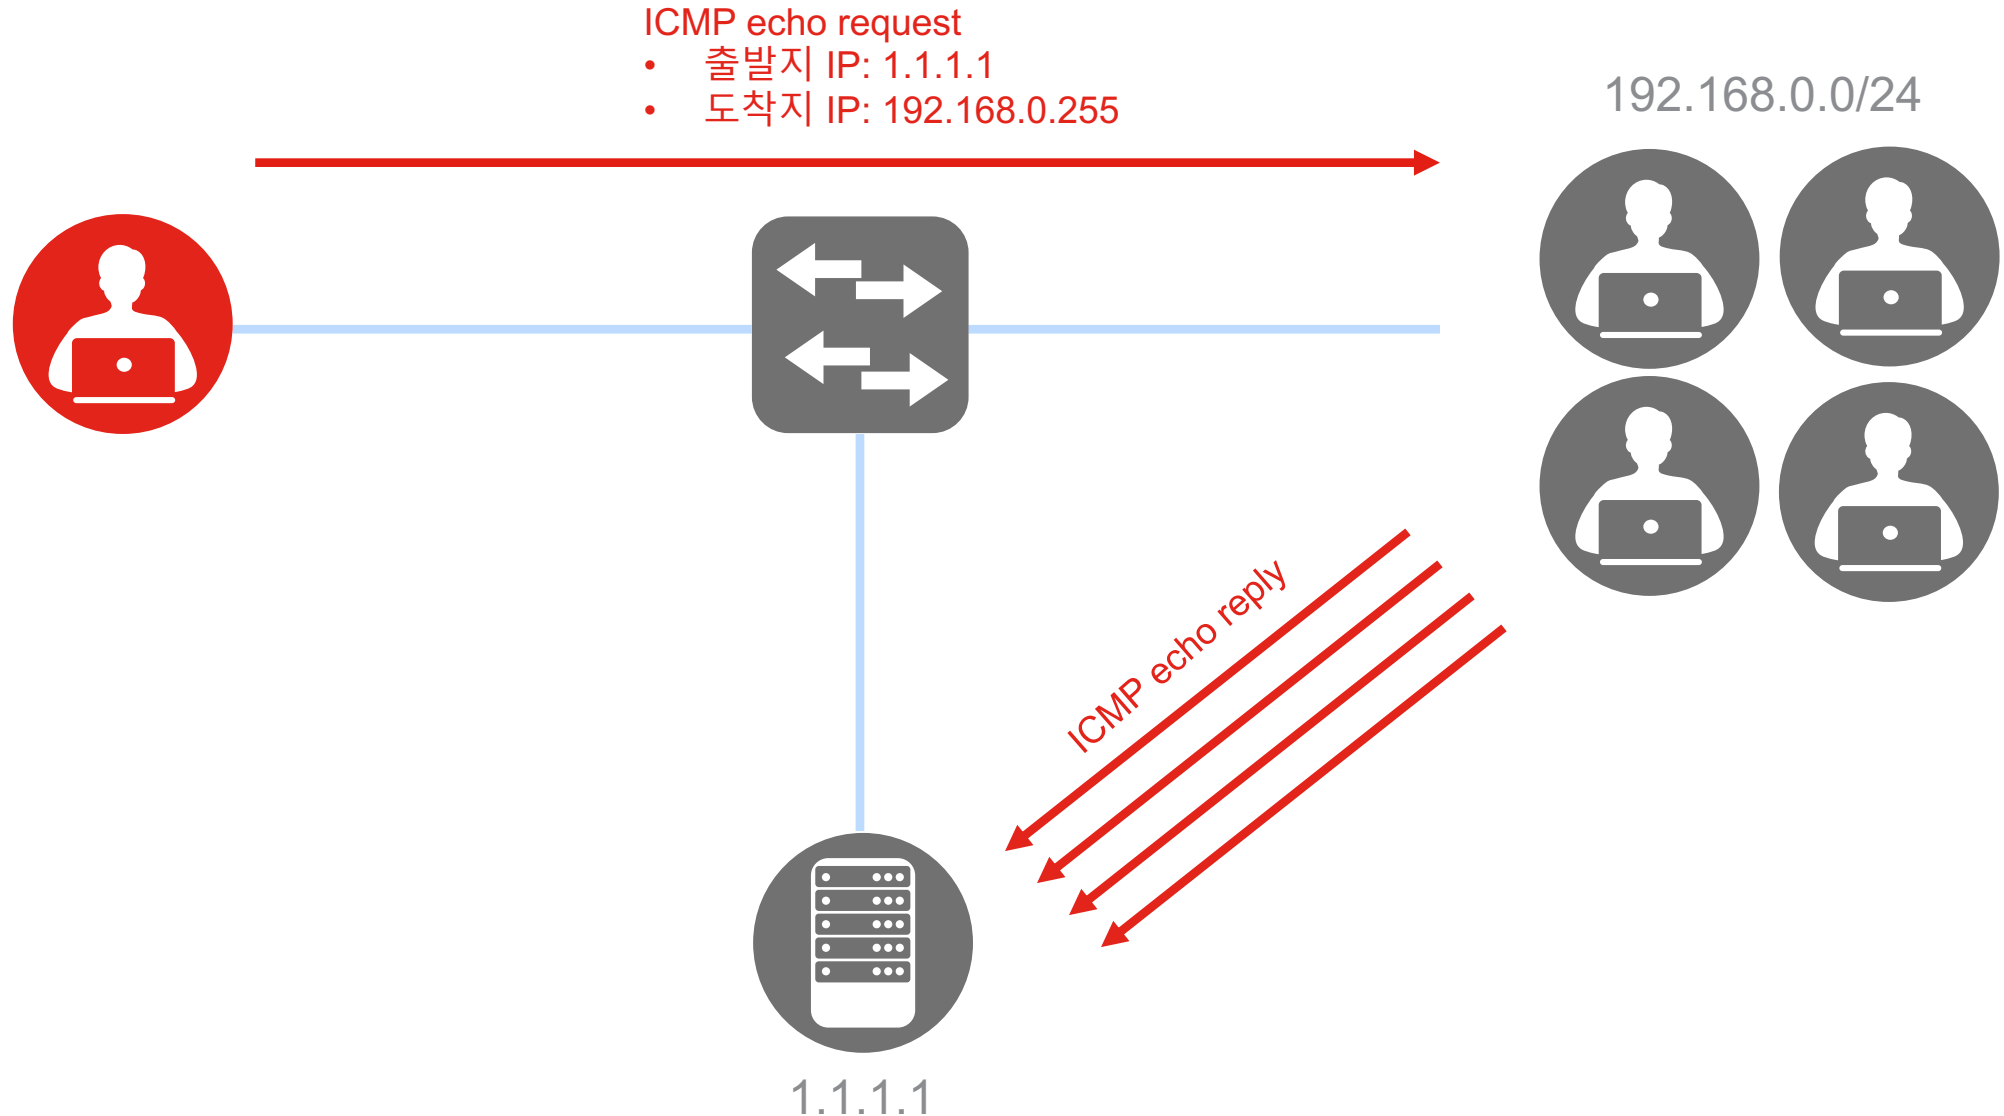 ICMP echo request
• 출발지 IP: 1.1.1.1
• 도착지 IP: 192.168.0.255
192.168.0.0/24
ICMP echo reply
1.1.1.1